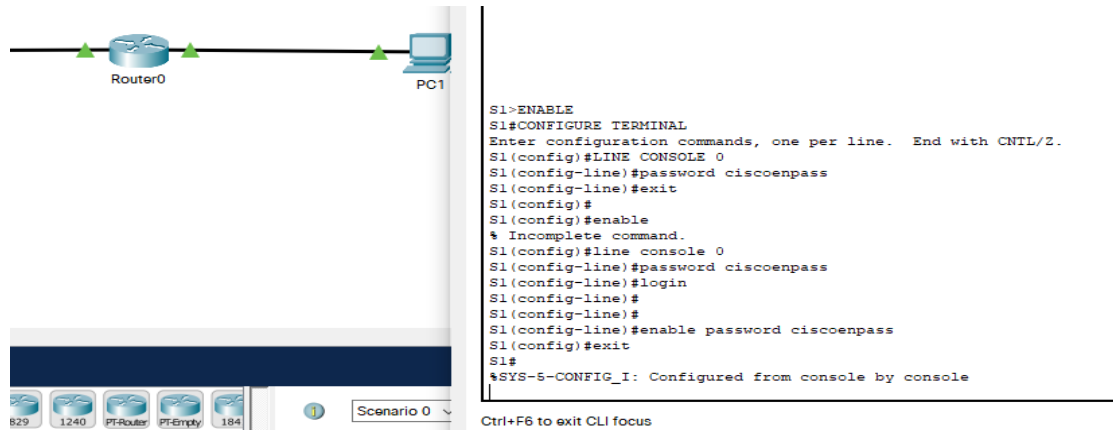 Router0
PC1
S1>ENABLE
S1#CONFIGURE TERMINAL
Enter configuration commands, one per line.  End with CNTL/Z.
S1(config)#LINE CONSOLE 0
S1(config-line)#password ciscoenpass
S1(config-line)#exit
S1(config)#
S1(config)#enable
% Incomplete command.
S1(config)#line console 0
S1(config-line)#password ciscoenpass
S1(config-line)#login
S1(config-line)#
S1(config-line)#
S1(config-line)#enable password ciscoenpass
S1(config)#exit
S1#
%SYS-5-CONFIG_I: Configured from console by console
829
1240
PT-Router
PT-Empty
184
Scenario 0
Ctrl+F6 to exit CLI focus